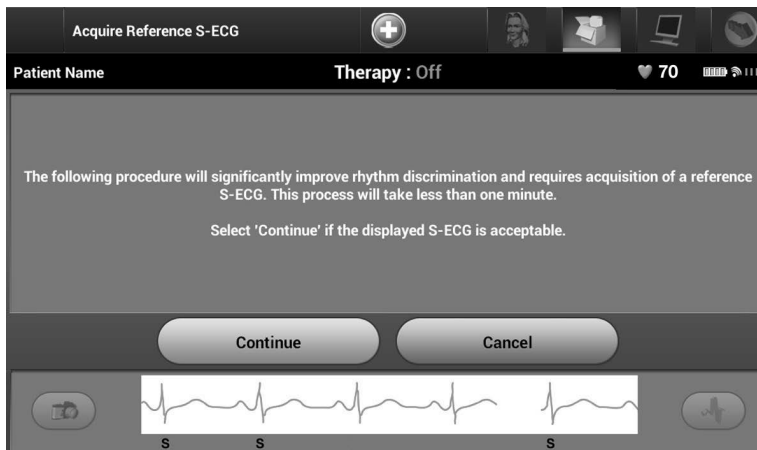 Acquire Reference S-ECG
Patient Name
Therapy : Off
70
The following procedure will significantly improve rhythm discrimination and requires acquisition of a reference
S-ECG. This process will take less than one minute.
Select 'Continue' if the displayed S-ECG is acceptable.
Continue
Cancel
S S S